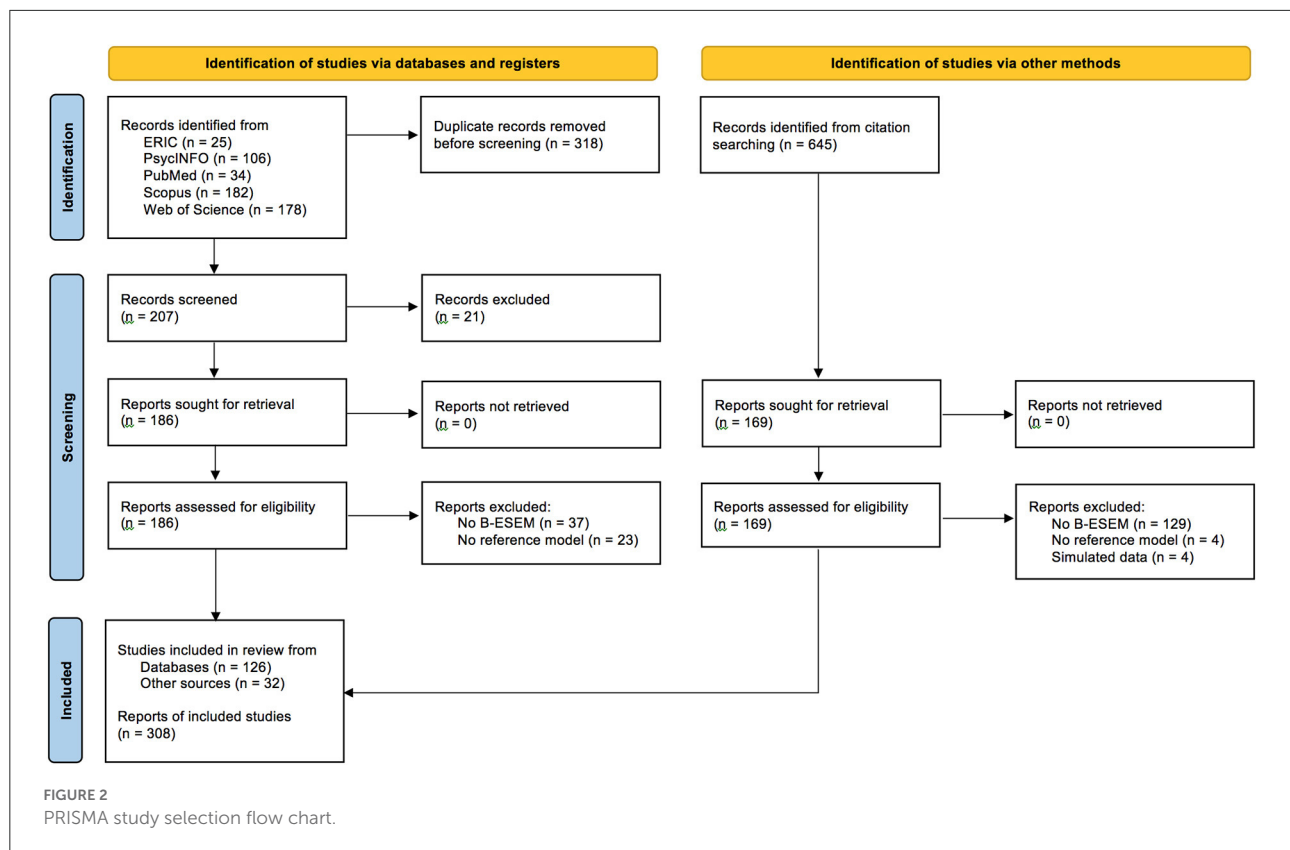 Identification of studies via databases and registers
Identification of studies via other methods
Identification
Records identified from
ERIC (n = 25)
PsycINFO (n = 106)
PubMed (n = 34)
Scopus (n = 182)
Web of Science (n = 178)
Duplicate records removed
before screening (n = 318)
Records identified from citation
searching (n = 645)
Screening
Records screened
(n = 207)
Records excluded
(n = 21)
Reports sought for retrieval
(n = 186)
Reports not retrieved
(n = 0)
Reports sought for retrieval
(n = 169)
Reports not retrieved
(n = 0)
Reports assessed for eligibility
(n = 186)
Reports excluded:
No B-ESEM (n = 37)
No reference model (n = 23)
Reports assessed for eligibility
(n = 169)
Reports excluded:
No B-ESEM (n = 129)
No reference model (n = 4)
Simulated data (n = 4)
Included
Studies included in review from
Databases (n = 126)
Other sources (n = 32)
Reports of included studies
(n = 308)
FIGURE 2
PRISMA study selection flow chart.